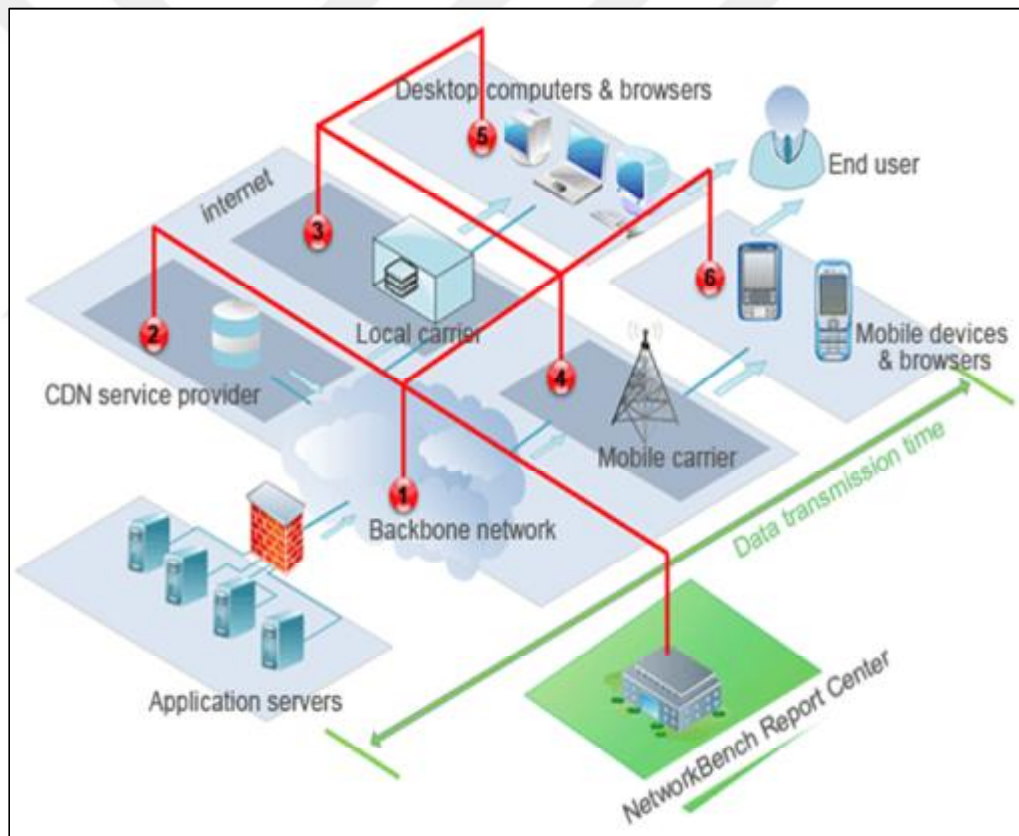 Desktop computers & browsers
5
End user
internet
3
2
6
Local carrier
Mobile devices
& browsers
CDN service provider
4
Mobile carrier
1
Backbone network
Data transmission time
Application servers
NetworkBench Report Center